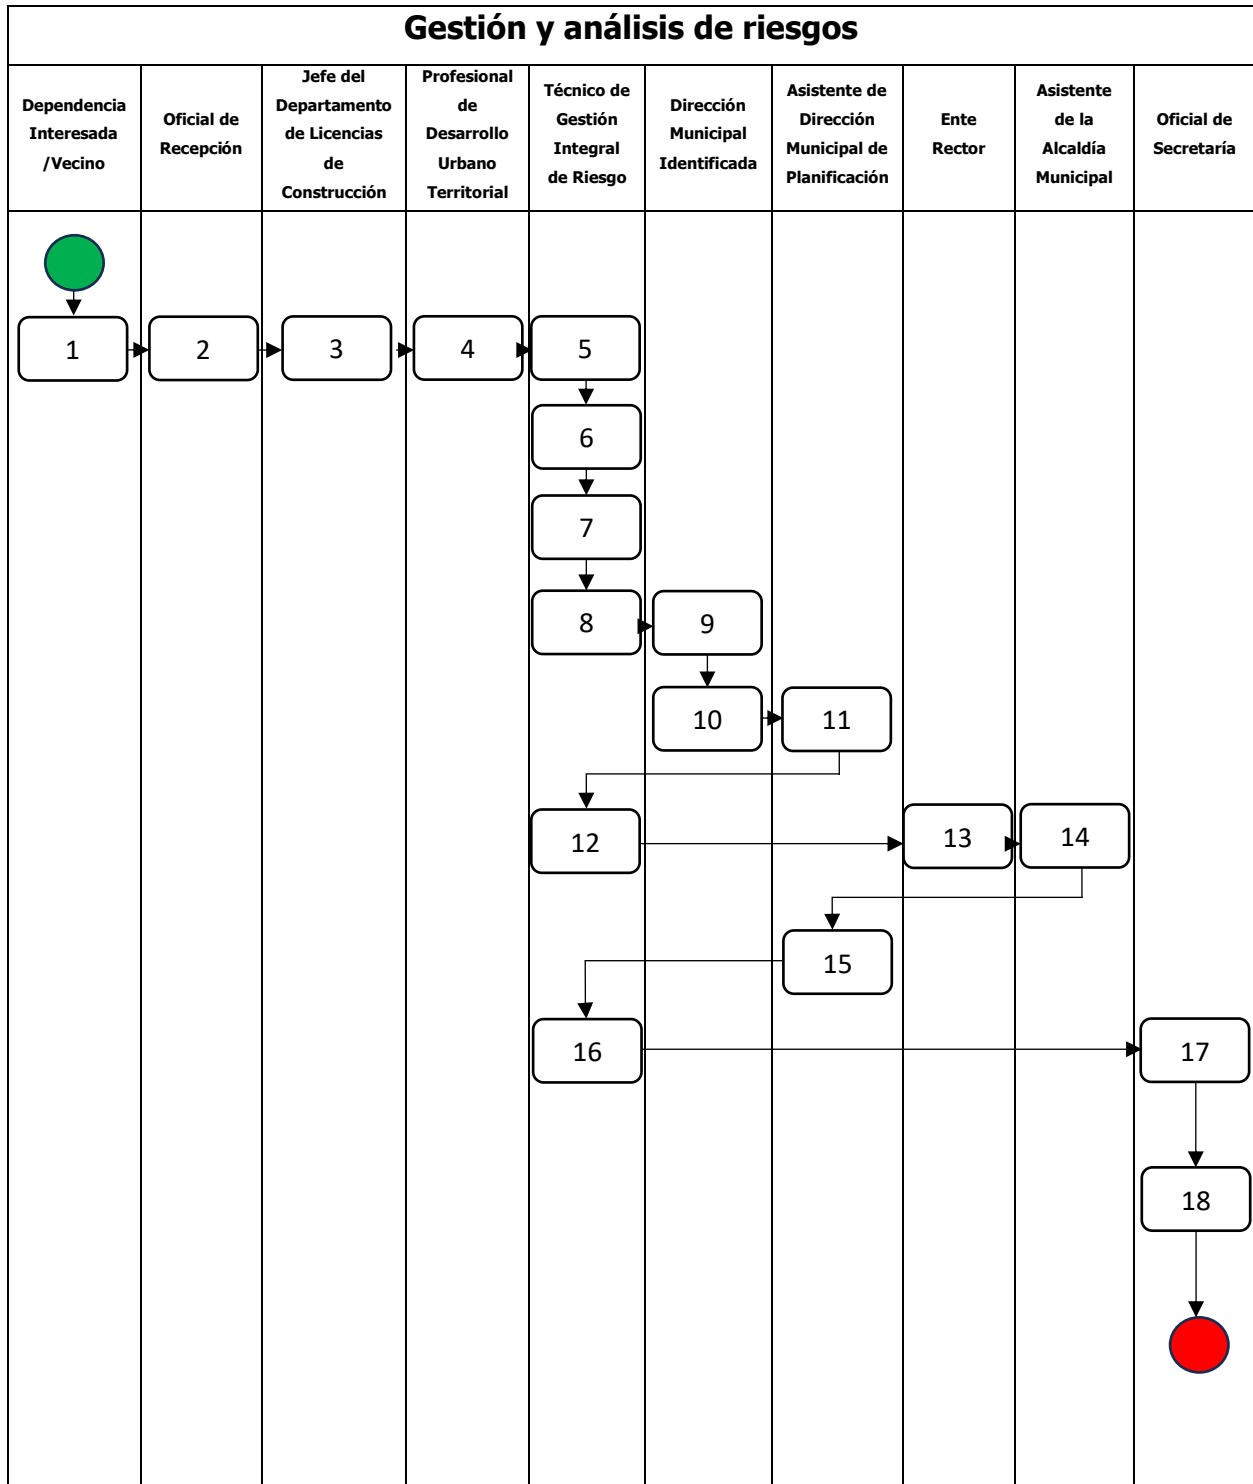 Gestión y análisis de riesgos
Dependencia
Interesada
/Vecino
Oficial de
Recepción
Jefe del
Departamento
de Licencias
de
Construcción
Profesional
de
Desarrollo
Urbano
Territorial
Técnico de
Gestión
Integral
de Riesgo
Dirección
Municipal
Identificada
Asistente de
Dirección
Municipal de
Planificación
Ente
Rector
Asistente
de la
Alcaldía
Municipal
Oficial de
Secretaría
1
2
3
4
5
6
7
8
9
10
11
12
13
14
15
16
17
18